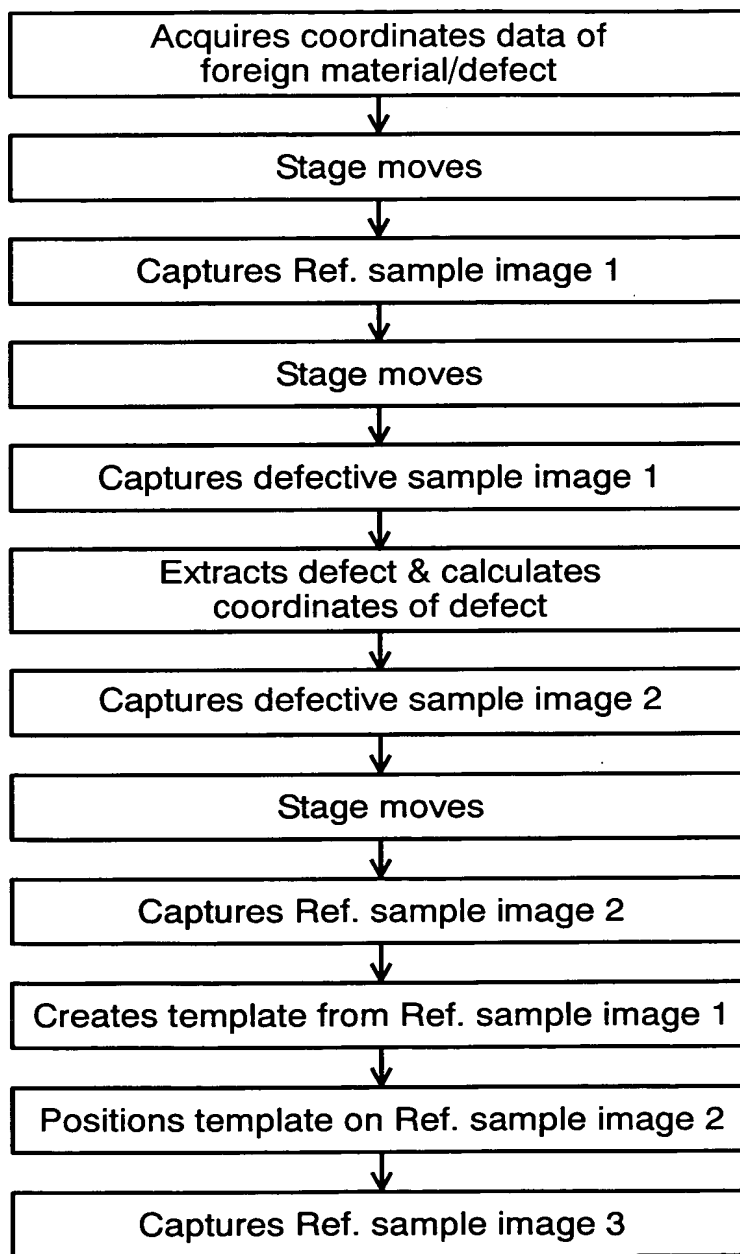 Acquires coordinates data of
foreign material/defect
Stage moves
Captures Ref. sample image 1
Stage moves
Captures defective sample image 1
Extracts defect & calculates
coordinates of defect
Captures defective sample image 2
Stage moves
Captures Ref. sample image 2
Creates template from Ref. sample image 1
Positions template on Ref. sample image 2
Captures Ref. sample image 3